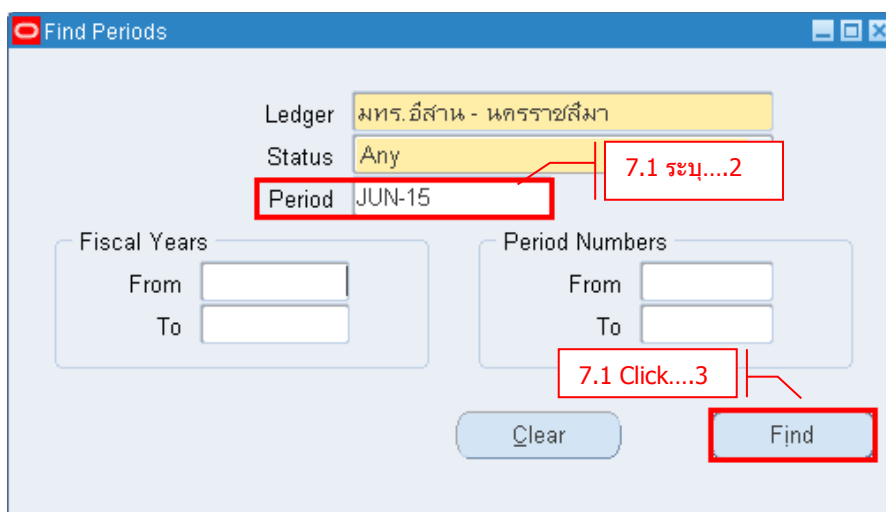 Find Periods
Ledger มทร.อีสาน - นครราชสีมา
Status Any
7.1 ระบุ....2
Period JUN-15
Fiscal Years
Period Numbers
From
From
To
To
7.1 Click....3
Clear
Find